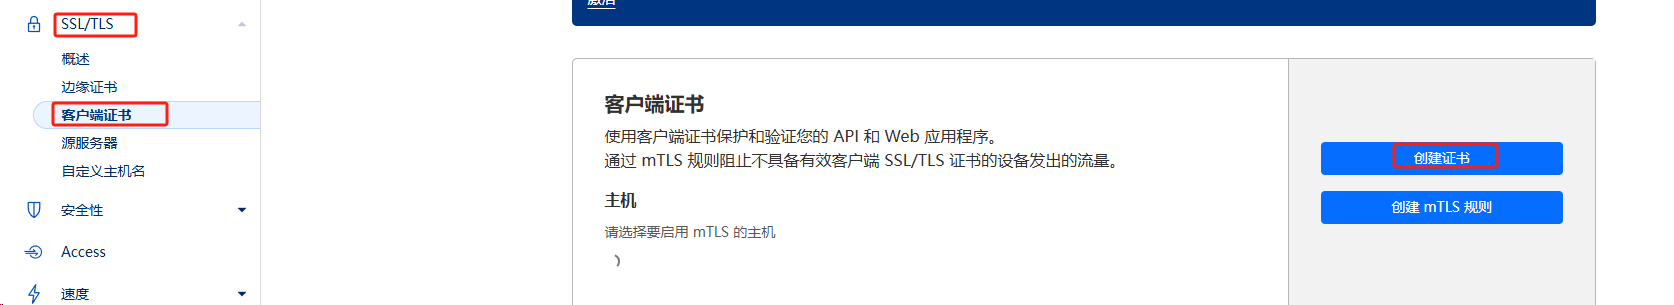 SSL/TLS
概述
边缘证书
客户端证书
源服务器
自定义主机名
安全性
Access
速度
激活
客户端证书
使用客户端证书保护和验证您的 API 和 Web 应用程序。
通过 mTLS 规则阻止不具备有效客户端 SSL/TLS 证书的设备发出的流量。
主机
请选择要启用 mTLS 的主机
创建证书
创建 mTLS 规则